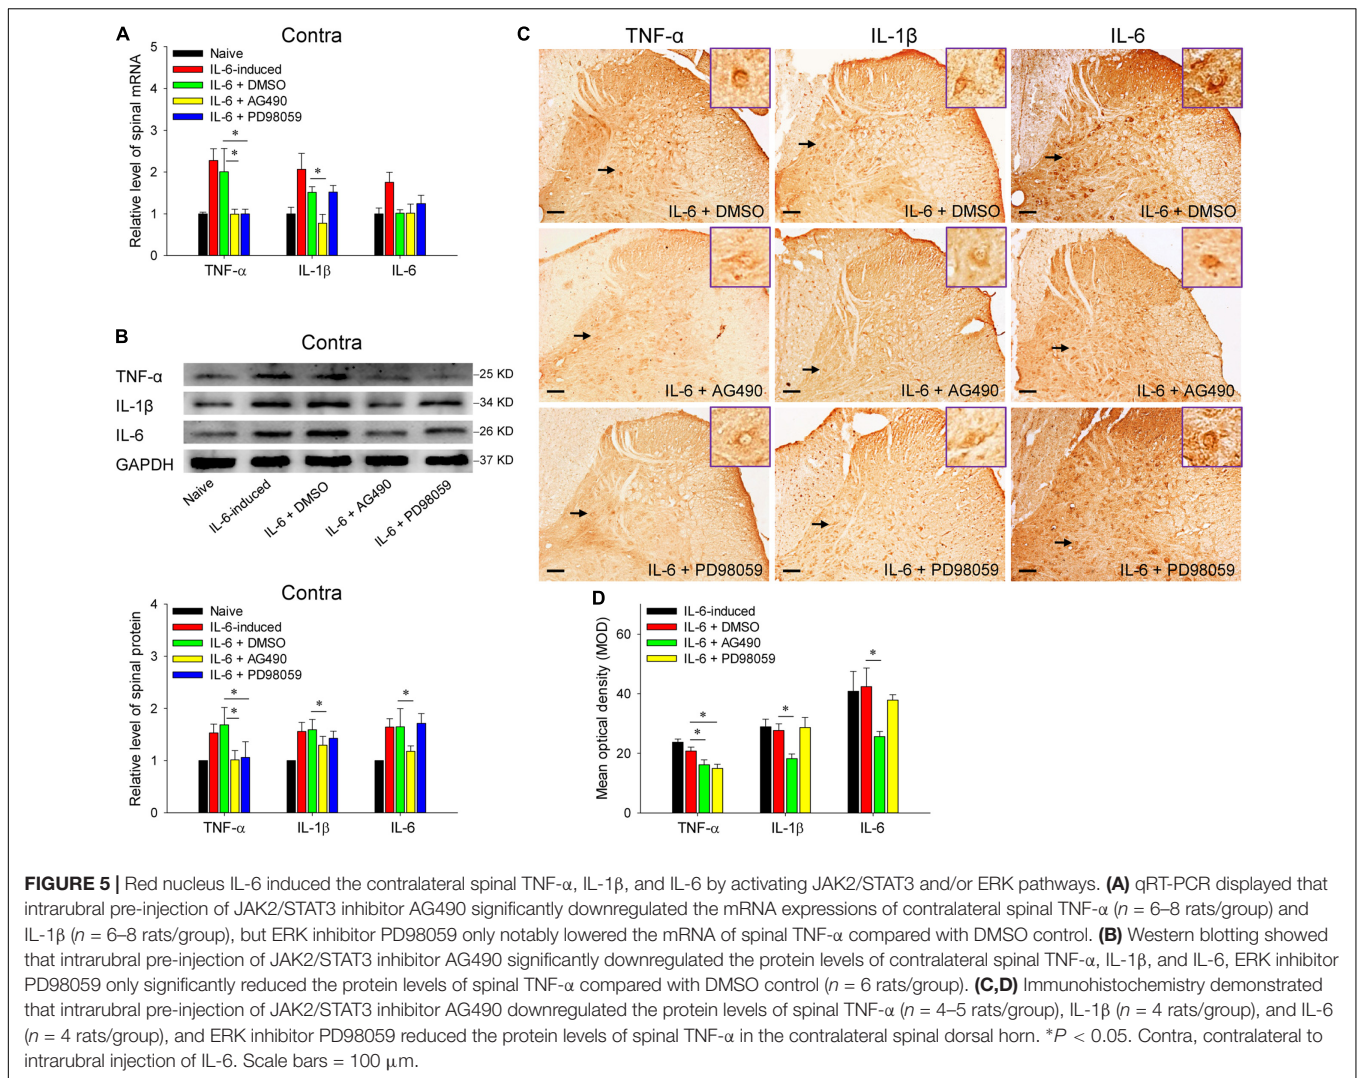 A
Contra
Relative level of spinal mRNA
5
4
3
2
1
0
Naive
IL-6-induced
IL-6 + DMSO
IL-6 + AG490
IL-6 + PD98059
*
*
*
TNF-α
IL-1β
IL-6
B
Contra
TNF-α
–25 KD
IL-1β
–34 KD
IL-6
–26 KD
GAPDH
–37 KD
Naive
IL-6-induced
IL-6 + DMSO
IL-6 + AG490
IL-6 + PD98059
Contra
Relative level of spinal protein
4
3
2
1
0
Naive
IL-6-induced
IL-6 + DMSO
IL-6 + AG490
IL-6 + PD98059
*
*
*
*
TNF-α
IL-1β
IL-6
C
TNF-α
IL-1β
IL-6
IL-6 + DMSO
IL-6 + DMSO
IL-6 + DMSO
IL-6 + AG490
IL-6 + AG490
IL-6 + AG490
IL-6 + PD98059
IL-6 + PD98059
IL-6 + PD98059
D
Mean optical density (MOD)
60
40
20
0
IL-6-induced
IL-6 + DMSO
IL-6 + AG490
IL-6 + PD98059
*
*
*
*
TNF-α
IL-1β
IL-6
FIGURE 5 | Red nucleus IL-6 induced the contralateral spinal TNF-α, IL-1β, and IL-6 by activating JAK2/STAT3 and/or ERK pathways. (A) qRT-PCR displayed that
intrarubral pre-injection of JAK2/STAT3 inhibitor AG490 significantly downregulated the mRNA expressions of contralateral spinal TNF-α (n = 6–8 rats/group) and
IL-1β (n = 6–8 rats/group), but ERK inhibitor PD98059 only notably lowered the mRNA of spinal TNF-α compared with DMSO control. (B) Western blotting showed
that intrarubral pre-injection of JAK2/STAT3 inhibitor AG490 significantly downregulated the protein levels of contralateral spinal TNF-α, IL-1β, and IL-6, ERK inhibitor
PD98059 only significantly reduced the protein levels of spinal TNF-α compared with DMSO control (n = 6 rats/group). (C,D) Immunohistochemistry demonstrated
that intrarubral pre-injection of JAK2/STAT3 inhibitor AG490 downregulated the protein levels of spinal TNF-α (n = 4–5 rats/group), IL-1β (n = 4 rats/group), and IL-6
(n = 4 rats/group), and ERK inhibitor PD98059 reduced the protein levels of spinal TNF-α in the contralateral spinal dorsal horn. *P < 0.05. Contra, contralateral to
intrarubral injection of IL-6. Scale bars = 100 μm.